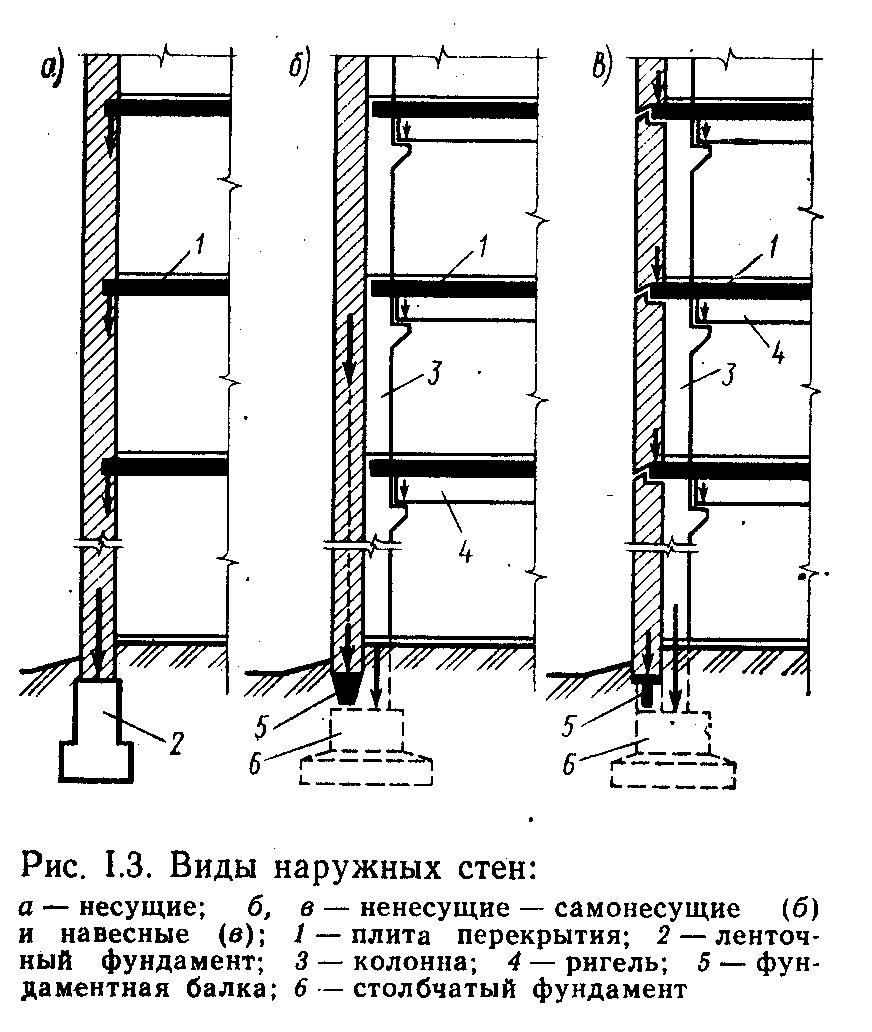 а) б) в)
1 1 1
4
3 3
4
5 5
2 6 6
Рис. I.3. Виды наружных стен:
а — несущие; б, в — ненесущие — самонесущие (б)
и навесные (в); 1 — плита перекрытия; 2 — ленточ-
ный фундамент; 3 — колонна; 4 — ригель; 5 — фун-
даментная балка; 6 — столбчатый фундамент